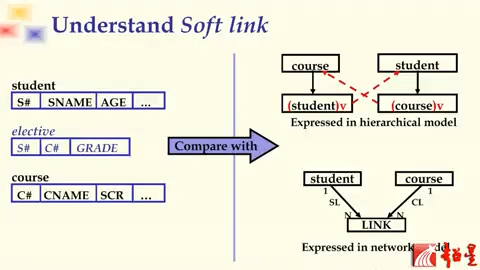 Understand Soft link
student
S# SNAME AGE ...
elective
S# C# GRADE
course
C# CNAME SCR ...
Compare with
course student
(student)v (course)v
Expressed in hierarchical model
student course
1 1
SL CL
N N
LINK
Expressed in network